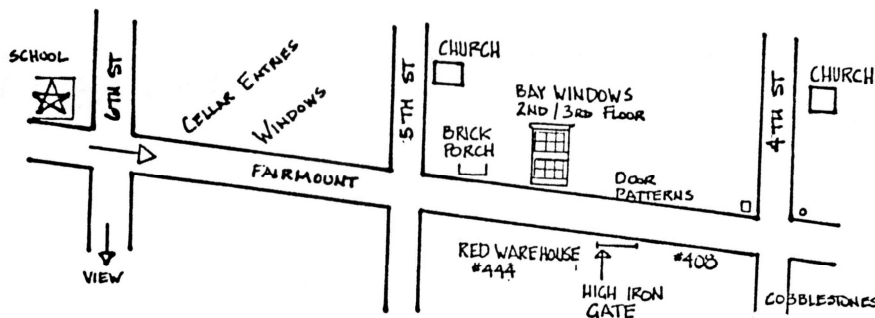 SCHOOL
6TH ST
CELLAR ENTRIES
WINDOWS
5TH ST
CHURCH
BAY WINDOWS
2ND / 3RD FLOOR
BRICK
PORCH
4TH ST
CHURCH
FAIRMOUNT
DOOR
PATTERNS
VIEW
RED WAREHOUSE
#444
HIGH IRON
GATE
#408
COBBLESTONES